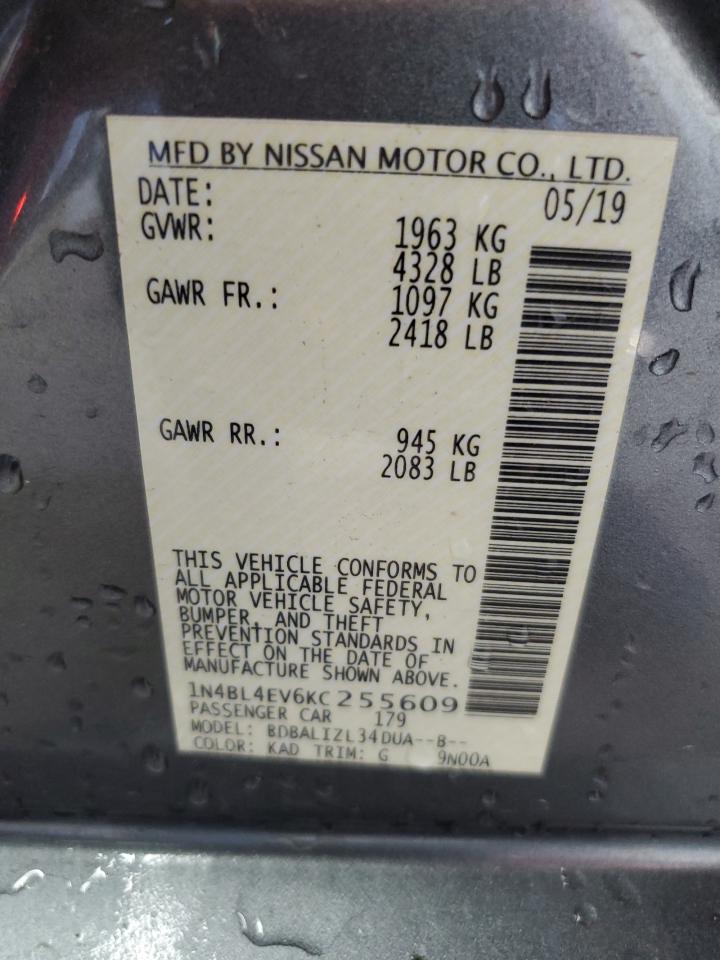 MFD BY NISSAN MOTOR CO., LTD.
DATE: 05/19
GVWR: 1963 KG
4328 LB
GAWR FR.: 1097 KG
2418 LB
GAWR RR.: 945 KG
2083 LB
THIS VEHICLE CONFORMS TO
ALL APPLICABLE FEDERAL
MOTOR VEHICLE SAFETY,
BUMPER, AND THEFT
PREVENTION STANDARDS IN
EFFECT ON THE DATE OF
MANUFACTURE SHOWN ABOVE.
1N4BL4EV6KC255609
PASSENGER CAR 179
MODEL: BDBALIZL34DUA--B--
COLOR: KAD TRIM: G 9N00A